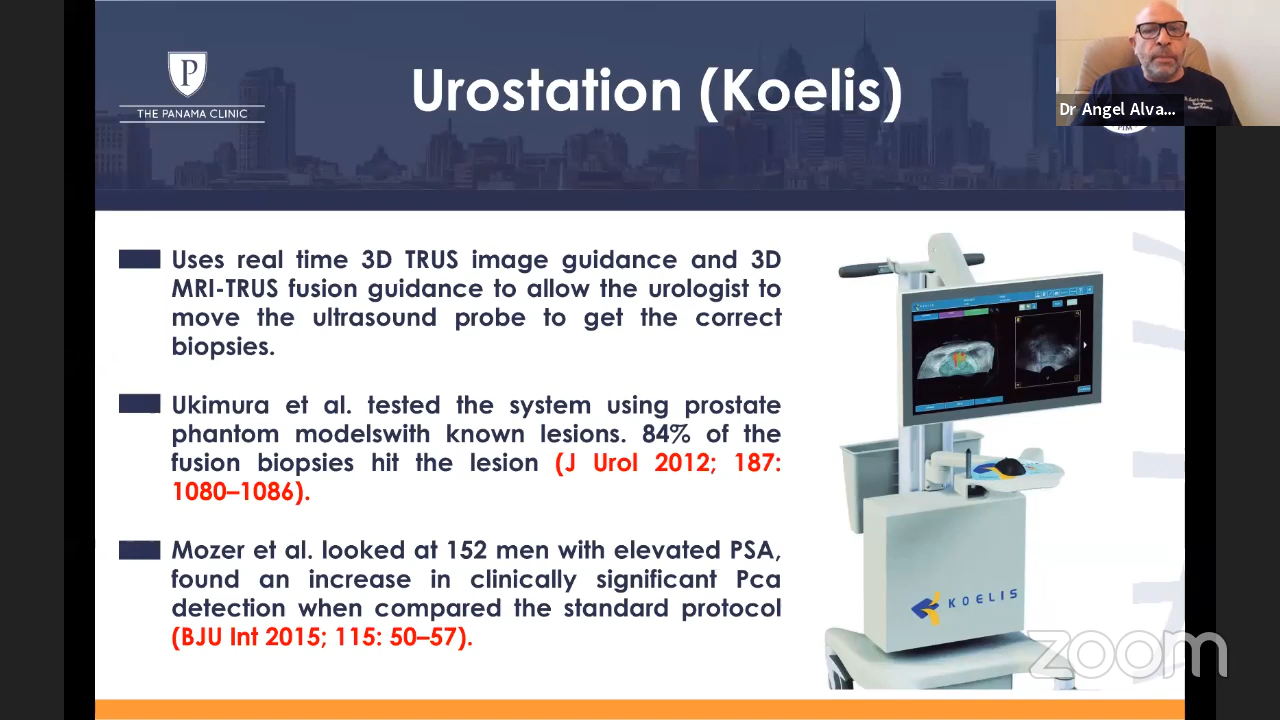 P
THE PANAMA CLINIC
Urostation (Koelis)
Dr Angel Alva...
Uses real time 3D TRUS image guidance and 3D
MRI-TRUS fusion guidance to allow the urologist to
move the ultrasound probe to get the correct
biopsies.
Ukimura et al. tested the system using prostate
phantom modelswith known lesions. 84% of the
fusion biopsies hit the lesion (J Urol 2012; 187:
1080–1086).
Mozer et al. looked at 152 men with elevated PSA,
found an increase in clinically significant Pca
detection when compared the standard protocol
(BJU Int 2015; 115: 50–57).
KOELIS
zoom